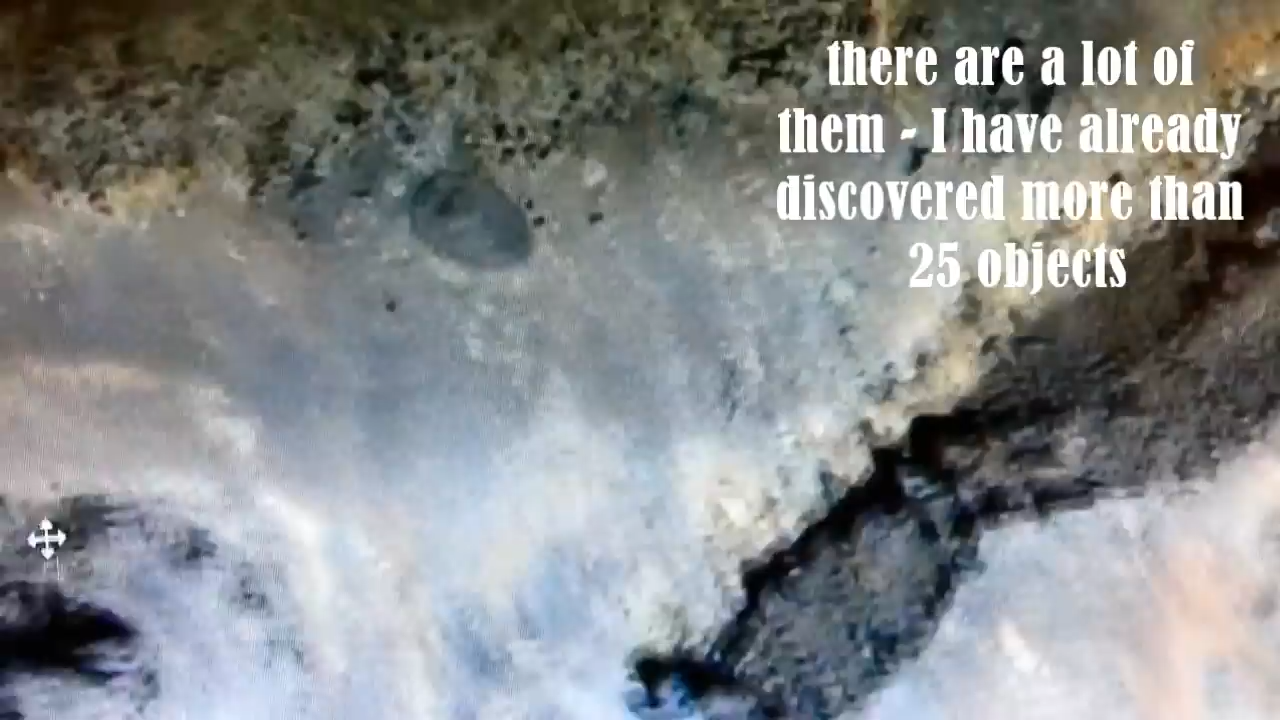 there are a lot of
them - I have already
discovered more than
25 objects